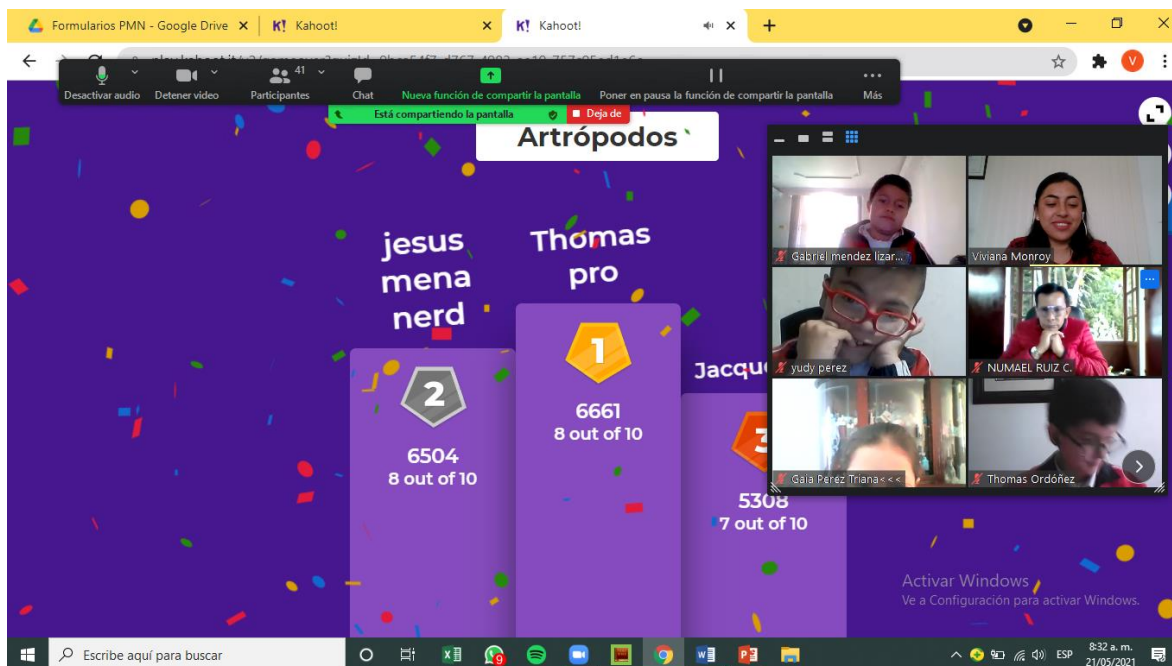 Formularios PMN - Google Drive
Kahoot!
Kahoot!
41
Desactivar audio
Detener video
Participantes
Chat
Nueva función de compartir la pantalla
Poner en pausa la función de compartir la pantalla
Más
Está compartiendo la pantalla
Deja de
V
Artrópodos
jesus
mena
nerd
2
6504
8 out of 10
Thomas
pro
1
6661
8 out of 10
3
5308
7 out of 10
Gabriel mendez lizar...
Viviana Monroy
yudy perez
NUMAEL RUIZ C.
Gaia Perez Triana< < <
Thomas Ordóñez
Activar Windows
Ve a Configuración para activar Windows.
Escribe aquí para buscar
9
ESP
8:32 a. m.
21/05/2021